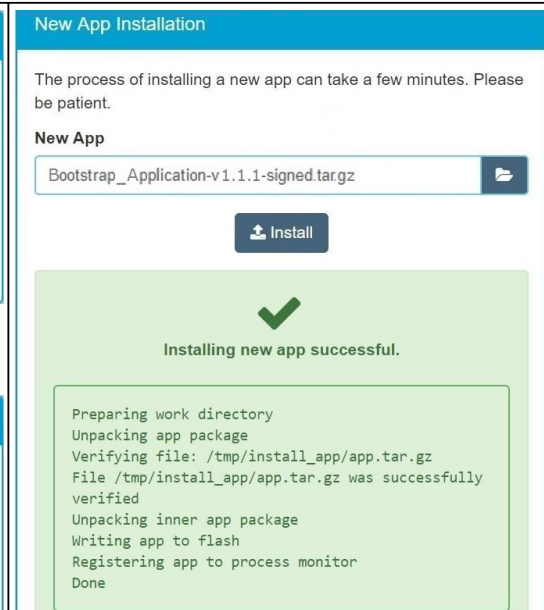 New App Installation
The process of installing a new app can take a few minutes. Please
be patient.
New App
Bootstrap_Application-v1.1.1-signed.tar.gz
Install
Installing new app successful.
Preparing work directory
Unpacking app package
Verifying file: /tmp/install_app/app.tar.gz
File /tmp/install_app/app.tar.gz was successfully
verified
Unpacking inner app package
Writing app to flash
Registering app to process monitor
Done